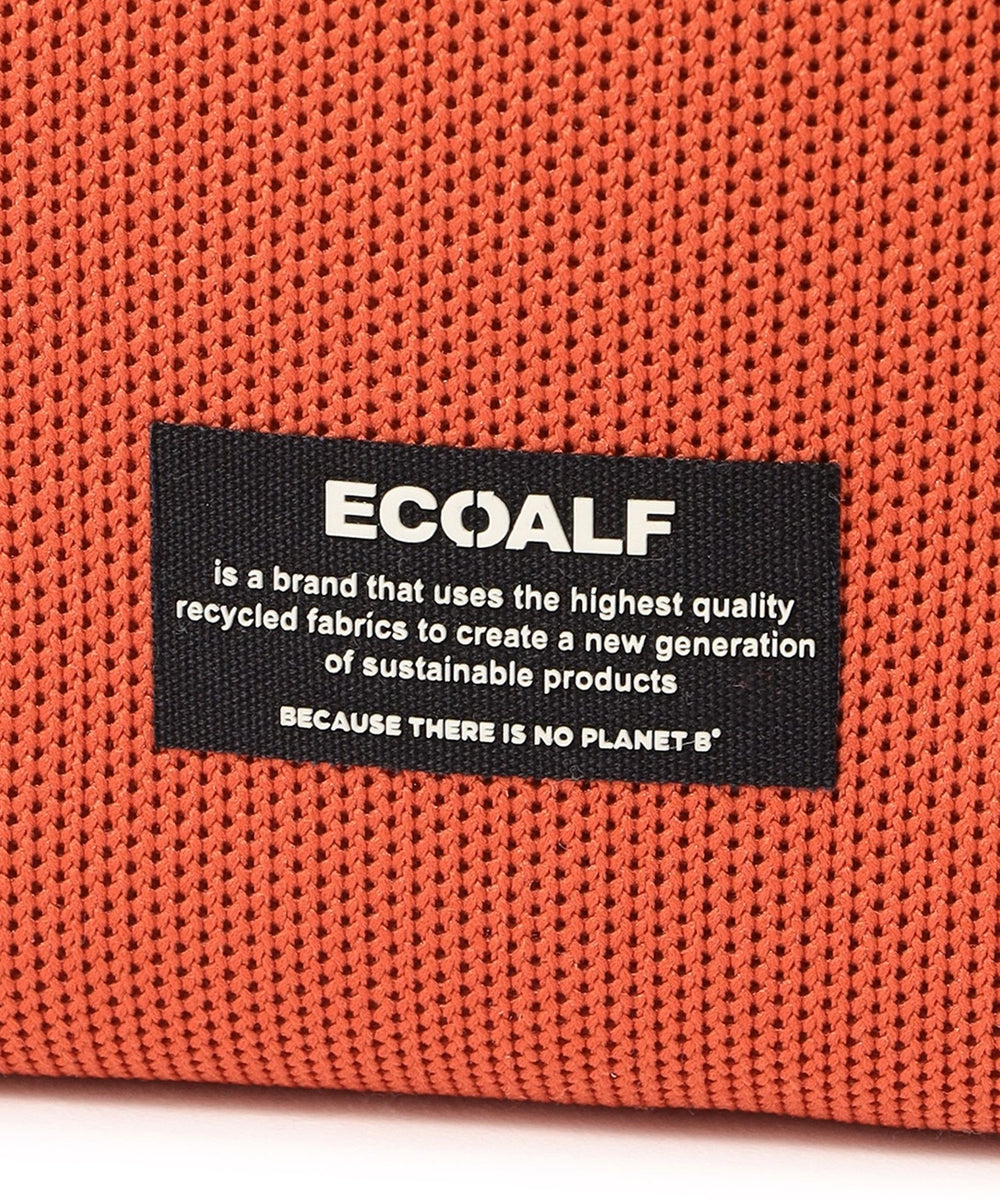 ECOALF
is a brand that uses the highest quality
recycled fabrics to create a new generation
of sustainable products
BECAUSE THERE IS NO PLANET B°